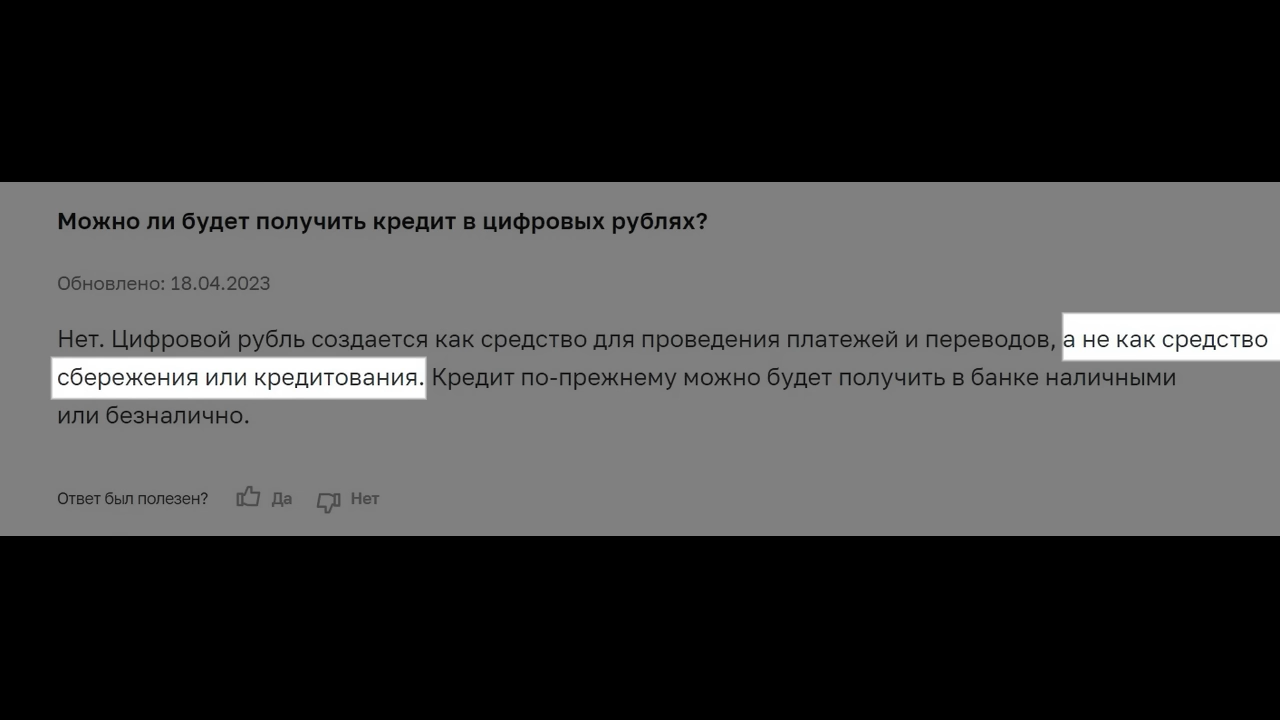 Можно ли будет получить кредит в цифровых рублях?
Обновлено: 18.04.2023
Нет. Цифровой рубль создается как средство для проведения платежей и переводов, а не как средство
сбережения или кредитования. Кредит по-прежнему можно будет получить в банке наличными
или безналично.
Ответ был полезен? Да Нет